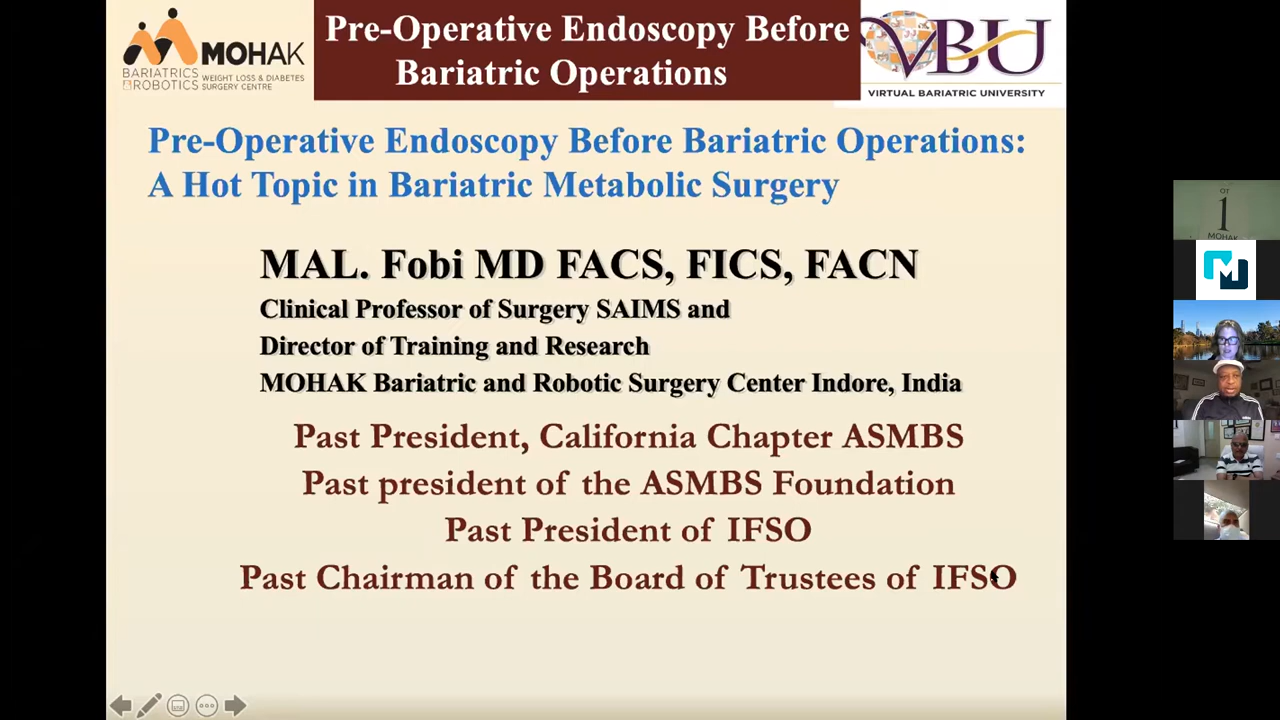 MOHAK
BARIATRICS
& ROBOTICS
WEIGHT LOSS & DIABETES
SURGERY CENTRE
Pre-Operative Endoscopy Before
Bariatric Operations
VBU
VIRTUAL BARIATRIC UNIVERSITY
Pre-Operative Endoscopy Before Bariatric Operations:
A Hot Topic in Bariatric Metabolic Surgery
MAL. Fobi MD FACS, FICS, FACN
Clinical Professor of Surgery SAIMS and
Director of Training and Research
MOHAK Bariatric and Robotic Surgery Center Indore, India
Past President, California Chapter ASMBS
Past president of the ASMBS Foundation
Past President of IFSO
Past Chairman of the Board of Trustees of IFSO
OT
1
MOHAK